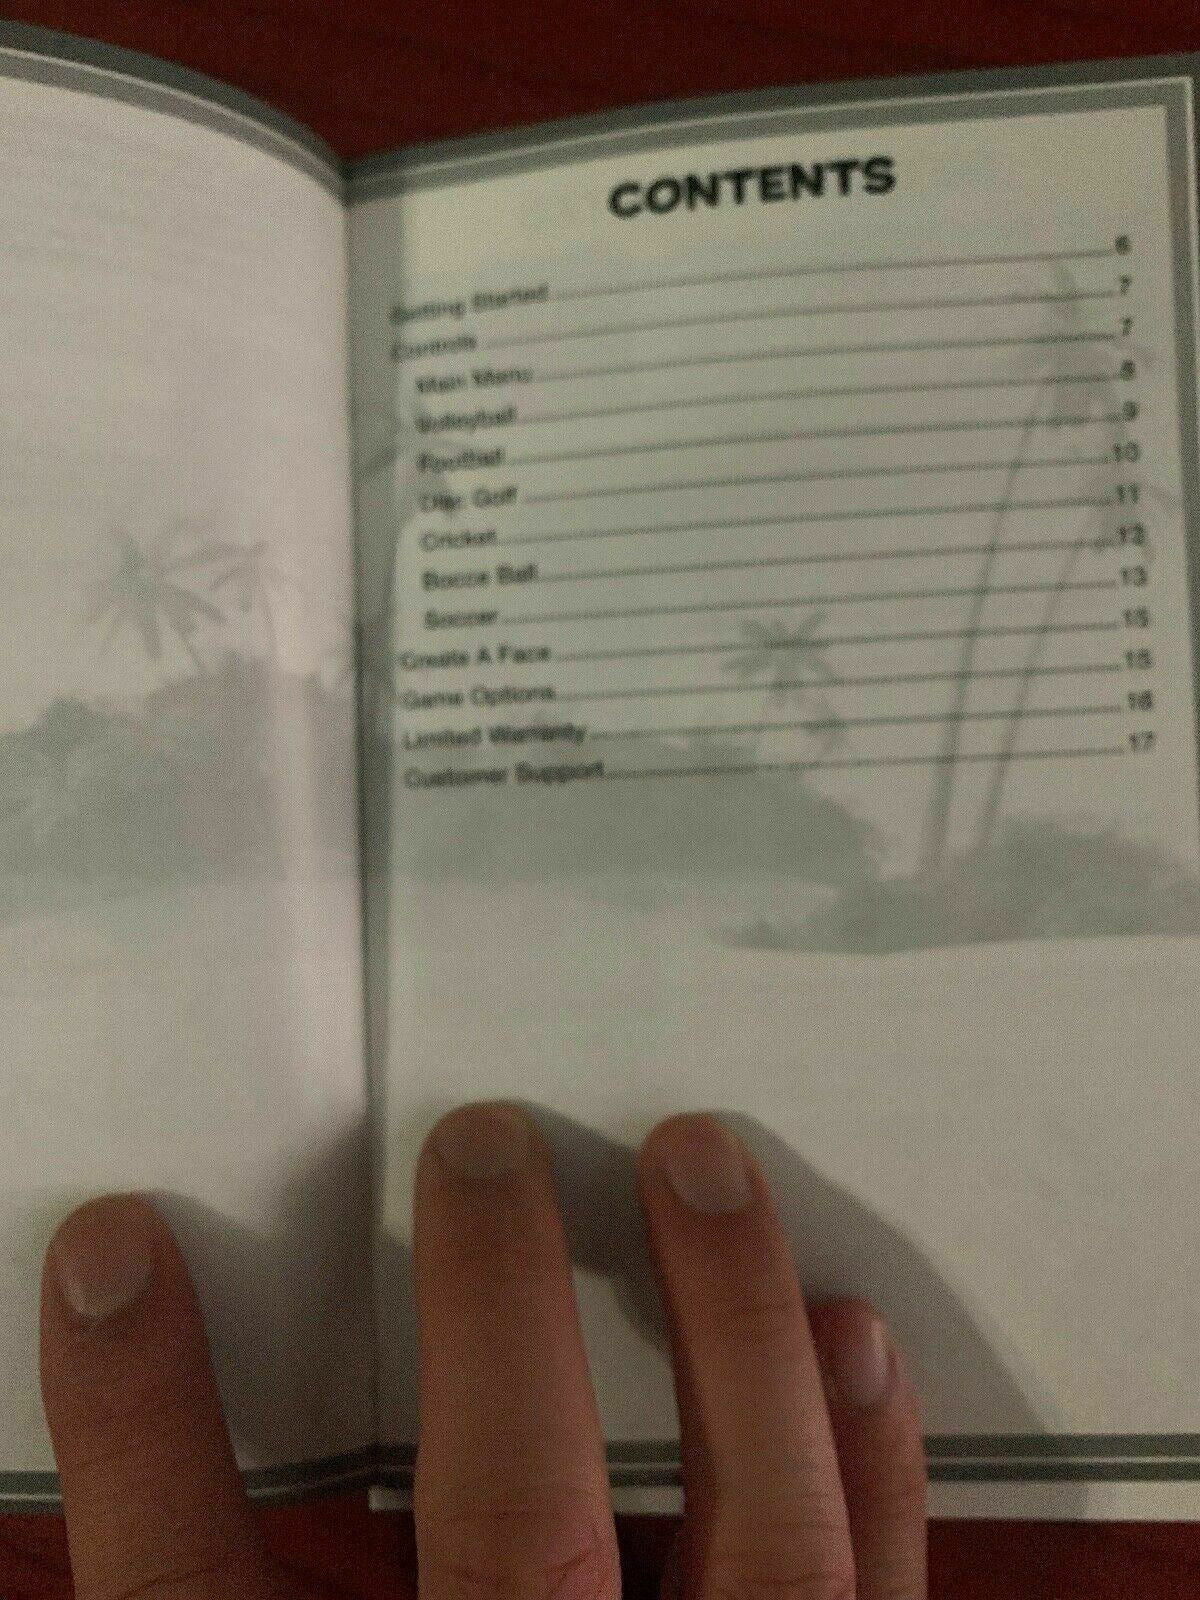 CONTENTS
Getting Started 6
Controls 7
Main Menu 7
Volleyball 8
Football 9
Disc Golf 10
Cricket 11
Bocce Ball 12
Soccer 13
Create A Face 15
Game Options 15
Limited Warranty 16
Customer Support 17